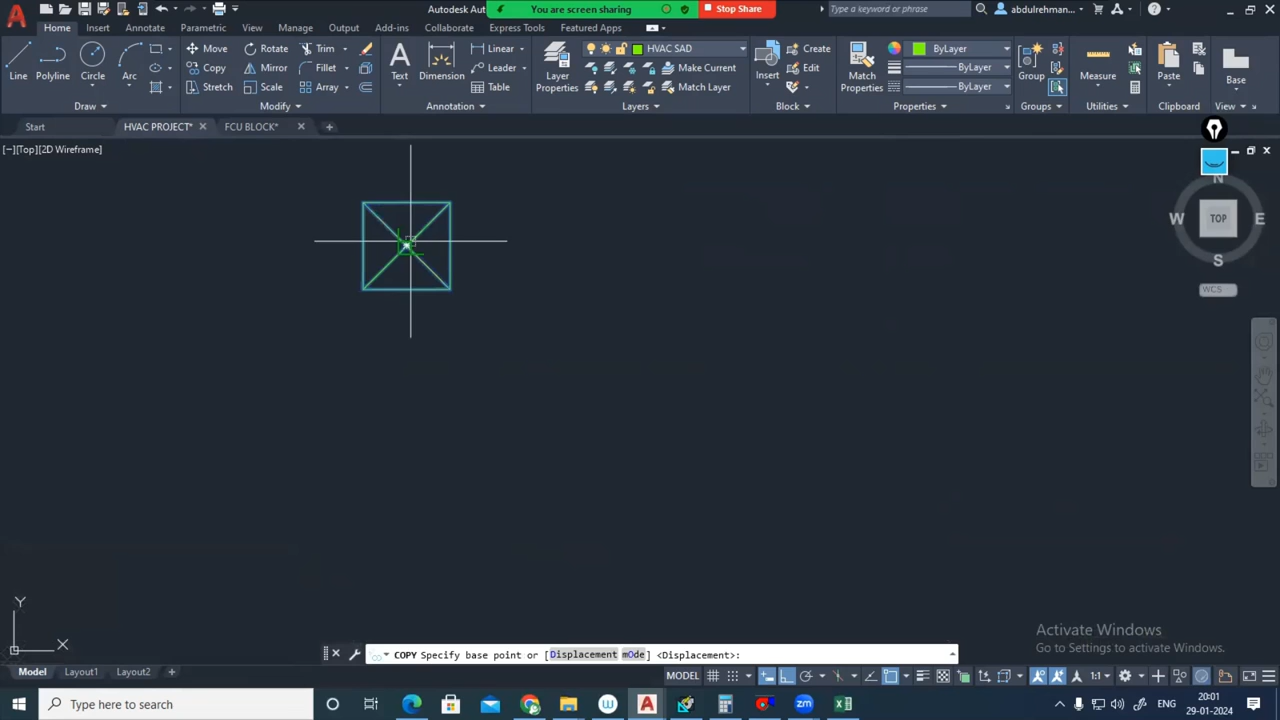 Autodesk Aut
You are screen sharing
Stop Share
Type a keyword or phrase
abdulrehman...
Home Insert Annotate Parametric View Manage Output Add-ins Collaborate Express Tools Featured Apps
Line Polyline Circle Arc
Move Rotate Trim
Copy Mirror Fillet
Stretch Scale Array
Text Dimension
Linear
Leader
Table
Layer Properties
HVAC SAD
Make Current
Match Layer
Insert
Create
Edit
Match Properties
ByLayer
ByLayer
ByLayer
Group
Measure
Paste
Base
Draw Modify Annotation Layers Block Properties Groups Utilities Clipboard View
Start HVAC PROJECT* FCU BLOCK*
[−][Top][2D Wireframe]
N
W TOP E
S
WCS
Y
X
Activate Windows
Go to Settings to activate Windows.
COPY Specify base point or [Displacement mOde] <Displacement>:
Model Layout1 Layout2
MODEL 1:1
Type here to search
ENG
20:01
29-01-2024